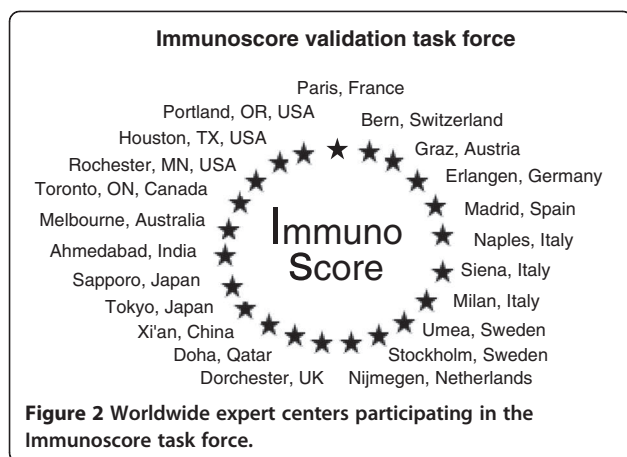 Immunoscore validation task force
Paris, France
Portland, OR, USA
Bern, Switzerland
Houston, TX, USA
Graz, Austria
Rochester, MN, USA
Erlangen, Germany
Toronto, ON, Canada
Madrid, Spain
Melbourne, Australia
Naples, Italy
Ahmedabad, India
Siena, Italy
Sapporo, Japan
Milan, Italy
Tokyo, Japan
Umea, Sweden
Xi'an, China
Stockholm, Sweden
Doha, Qatar
Nijmegen, Netherlands
Dorchester, UK
Immuno
Score
Figure 2 Worldwide expert centers participating in the
Immunoscore task force.